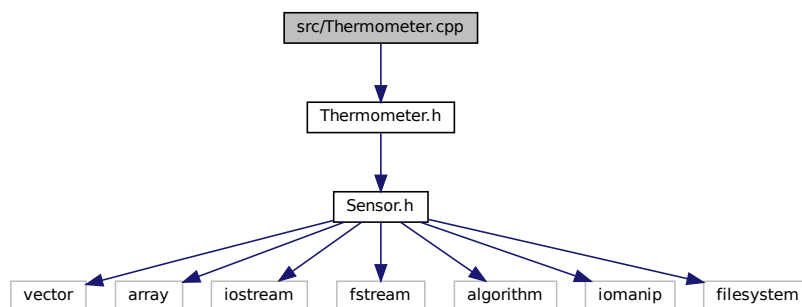 src/Thermometer.cpp
Thermometer.h
Sensor.h
vector array iostream fstream algorithm iomanip filesystem